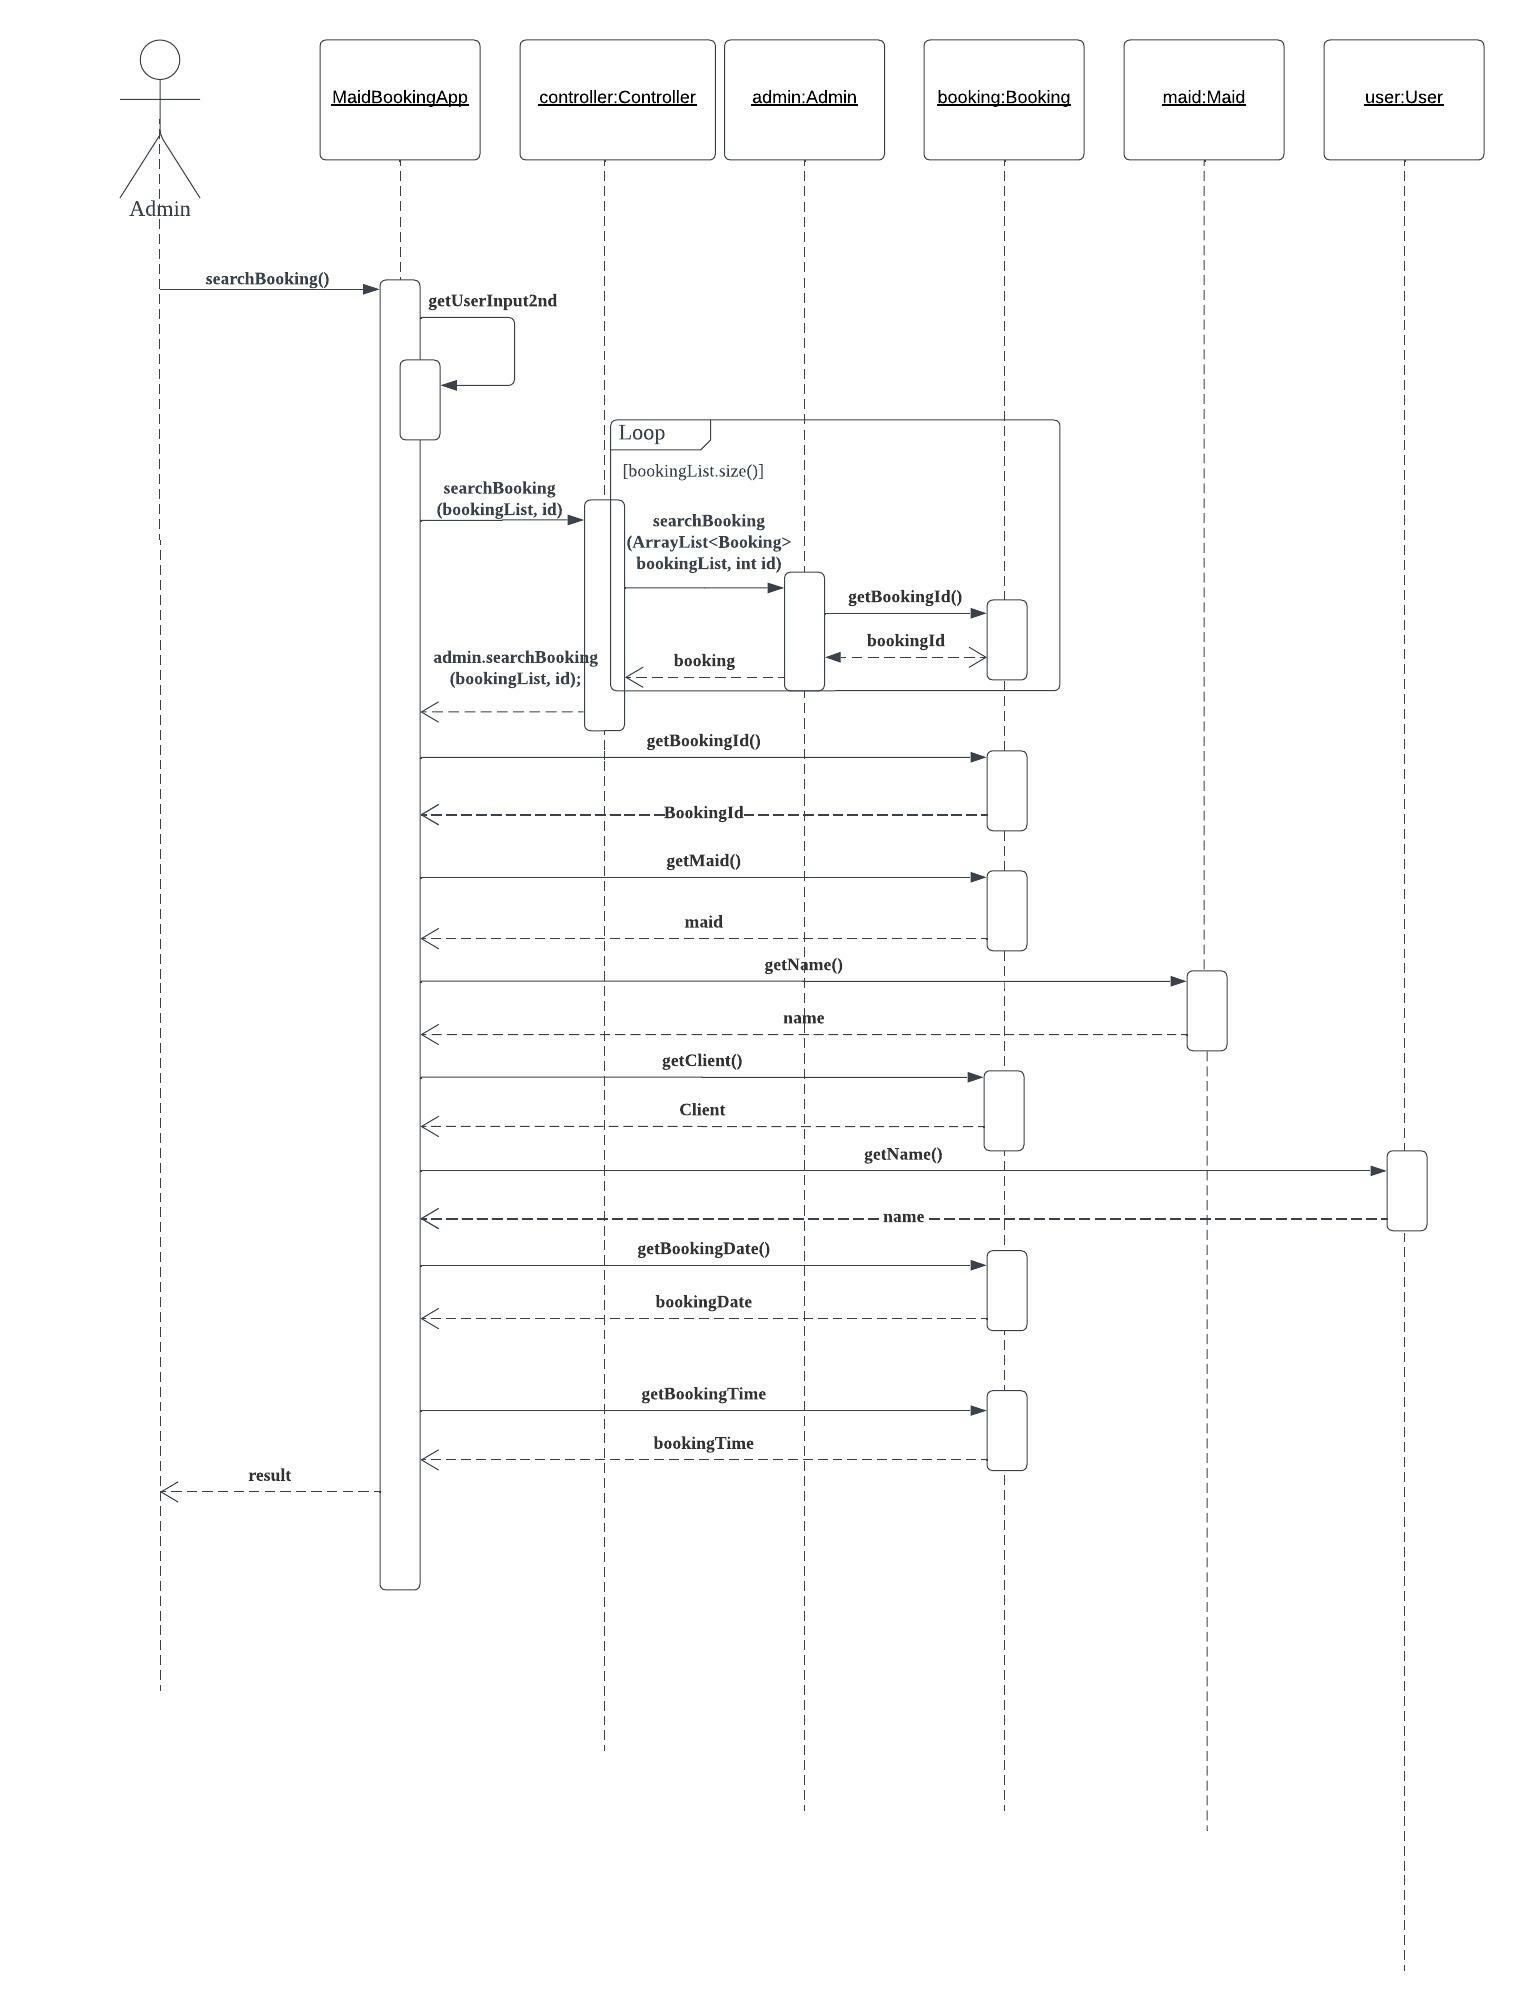 MaidBookingApp
controller:Controller
admin:Admin
booking:Booking
maid:Maid
user:User
Admin
searchBooking()
getUserInput2nd
Loop
[bookingList.size()]
searchBooking
(bookingList, id)
searchBooking
(ArrayList<Booking>
bookingList, int id)
getBookingId()
bookingId
booking
admin.searchBooking
(bookingList, id);
getBookingId()
BookingId
getMaid()
maid
getName()
name
getClient()
Client
getName()
name
getBookingDate()
bookingDate
getBookingTime
bookingTime
result